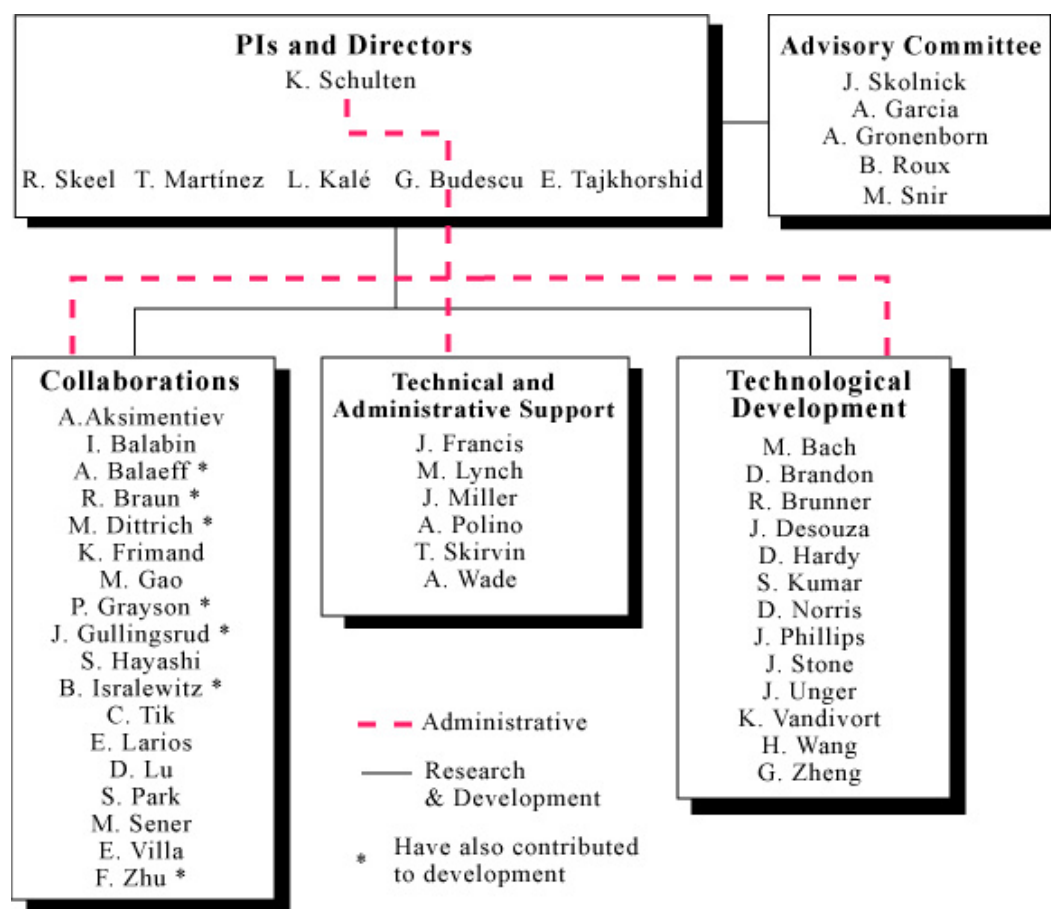 PIs and Directors
K. Schulten
R. Skeel T. Martínez L. Kalé G. Budescu E. Tajkhorshid
Advisory Committee
J. Skolnick
A. Garcia
A. Gronenborn
B. Roux
M. Snir
Collaborations
A.Aksimentiev
I. Balabin
A. Balaeff *
R. Braun *
M. Dittrich *
K. Frimand
M. Gao
P. Grayson *
J. Gullingsrud *
S. Hayashi
B. Isralewitz *
C. Tik
E. Larios
D. Lu
S. Park
M. Sener
E. Villa
F. Zhu *
Technical and
Administrative Support
J. Francis
M. Lynch
J. Miller
A. Polino
T. Skirvin
A. Wade
Technological
Development
M. Bach
D. Brandon
R. Brunner
J. Desouza
D. Hardy
S. Kumar
D. Norris
J. Phillips
J. Stone
J. Unger
K. Vandivort
H. Wang
G. Zheng
Administrative
Research
& Development
* Have also contributed
to development